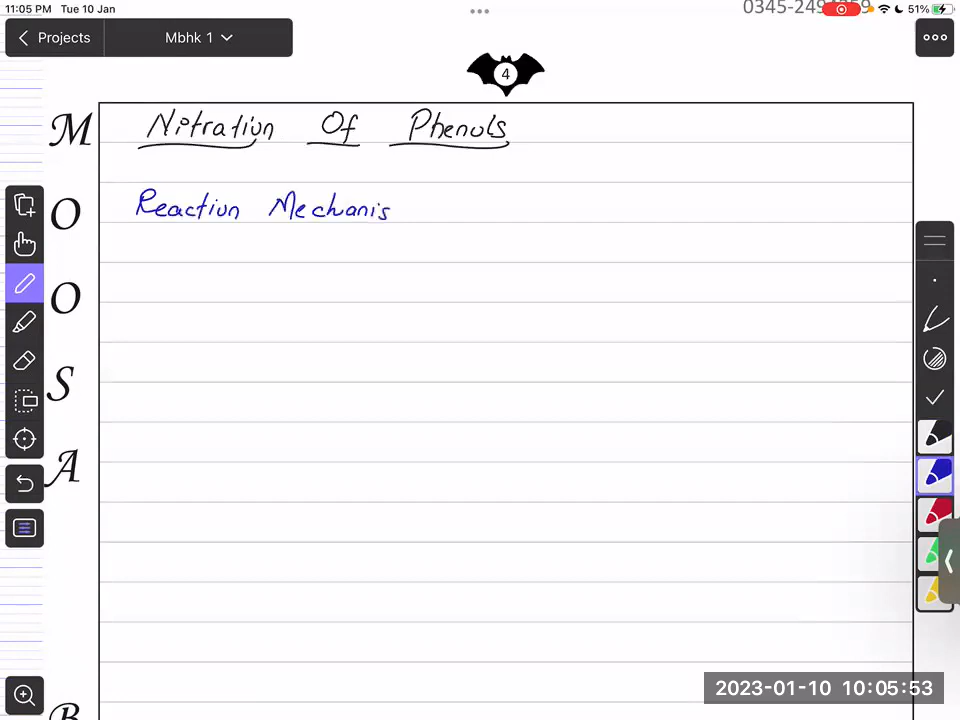 11:05 PM Tue 10 Jan
51%
Projects
Mbhk 1
4
Nitration Of Phenols
Reaction Mechanis
M
O
O
S
A
2023-01-10 10:05:53